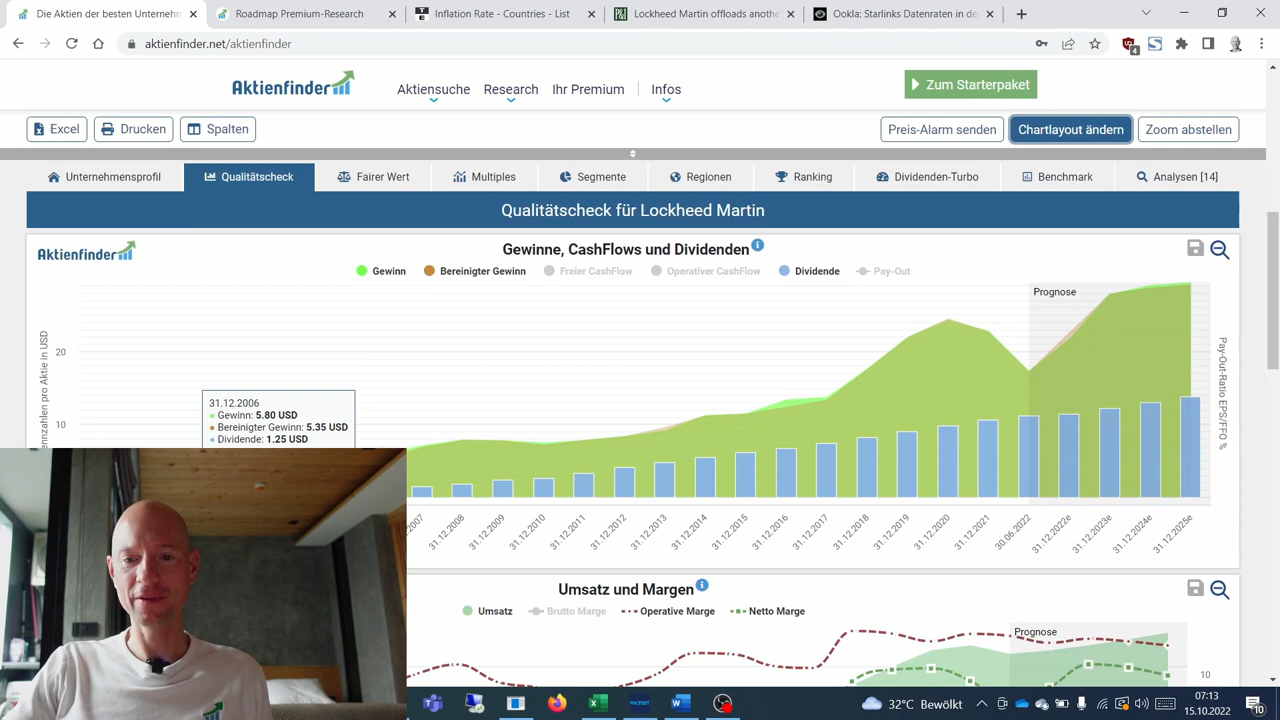 Die Aktien der besten Unternehm
Roadmap Premium-Research
Inflation Rate - Countries - List
Lockheed Martin offloads anothe
Ookla: Starlinks Datenraten in de
aktienfinder.net/aktienfinder
4
Aktienfinder
Aktiensuche
Research
Ihr Premium
Infos
Zum Starterpaket
Excel
Drucken
Spalten
Preis-Alarm senden
Chartlayout ändern
Zoom abstellen
Unternehmensprofil
Qualitätscheck
Fairer Wert
Multiples
Segmente
Regionen
Ranking
Dividenden-Turbo
Benchmark
Analysen [14]
Qualitätscheck für Lockheed Martin
Aktienfinder
Gewinne, CashFlows und Dividenden
Gewinn
Bereinigter Gewinn
Freier CashFlow
Operativer CashFlow
Dividende
Pay-Out
Prognose
20
10
ennzahlen pro Aktie in USD
Pay-Out-Ratio EPS/FFO %
31.12.2006
Gewinn: 5.80 USD
Bereinigter Gewinn: 5.35 USD
Dividende: 1.25 USD
2007
31.12.2008
31.12.2009
31.12.2010
31.12.2011
31.12.2012
31.12.2013
31.12.2014
31.12.2015
31.12.2016
31.12.2017
31.12.2018
31.12.2019
31.12.2020
31.12.2021
30.06.2022
31.12.2022e
31.12.2023e
31.12.2024e
31.12.2025e
Umsatz und Margen
Umsatz
Brutto Marge
Operative Marge
Netto Marge
Prognose
10
PACEKIT
32°C Bewölkt
07:13
15.10.2022
10